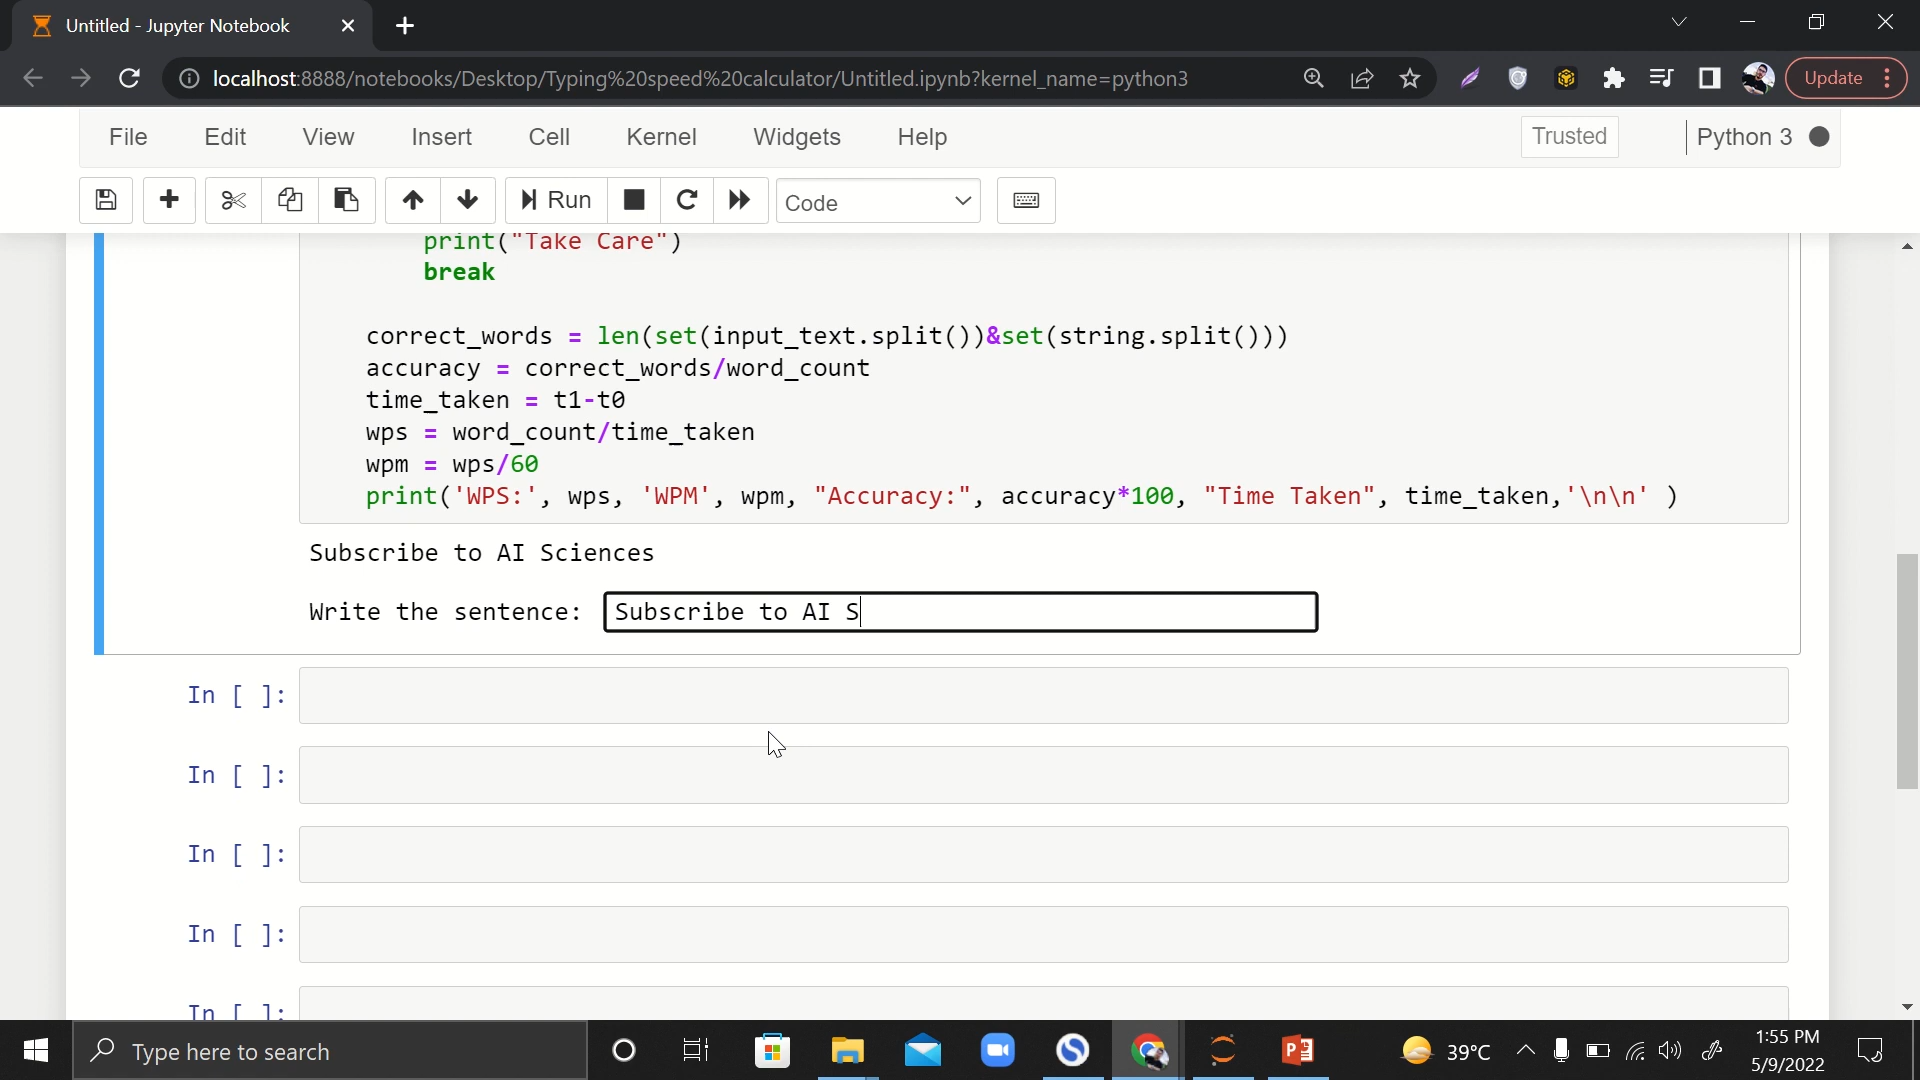 Untitled - Jupyter Notebook
localhost:8888/notebooks/Desktop/Typing%20speed%20calculator/Untitled.ipynb?kernel_name=python3
Update
File Edit View Insert Cell Kernel Widgets Help Trusted Python 3
Run Code
print("Take Care")
break
correct_words = len(set(input_text.split())&set(string.split()))
accuracy = correct_words/word_count
time_taken = t1-t0
wps = word_count/time_taken
wpm = wps/60
print('WPS:', wps, 'WPM', wpm, "Accuracy:", accuracy*100, "Time Taken", time_taken,'\n\n' )
Subscribe to AI Sciences
Write the sentence: Subscribe to AI S
In [ ]:
In [ ]:
In [ ]:
In [ ]:
In [ ]:
Type here to search
39°C
1:55 PM
5/9/2022